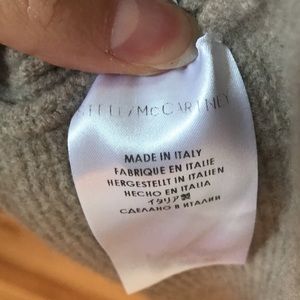 STELLA McCARTNEY
MADE IN ITALY
FABRIQUE EN ITALIE
HERGESTELLT IN ITALIEN
HECHO EN ITALIA
イタリア製
СДЕЛАНО В ИТАЛИИ